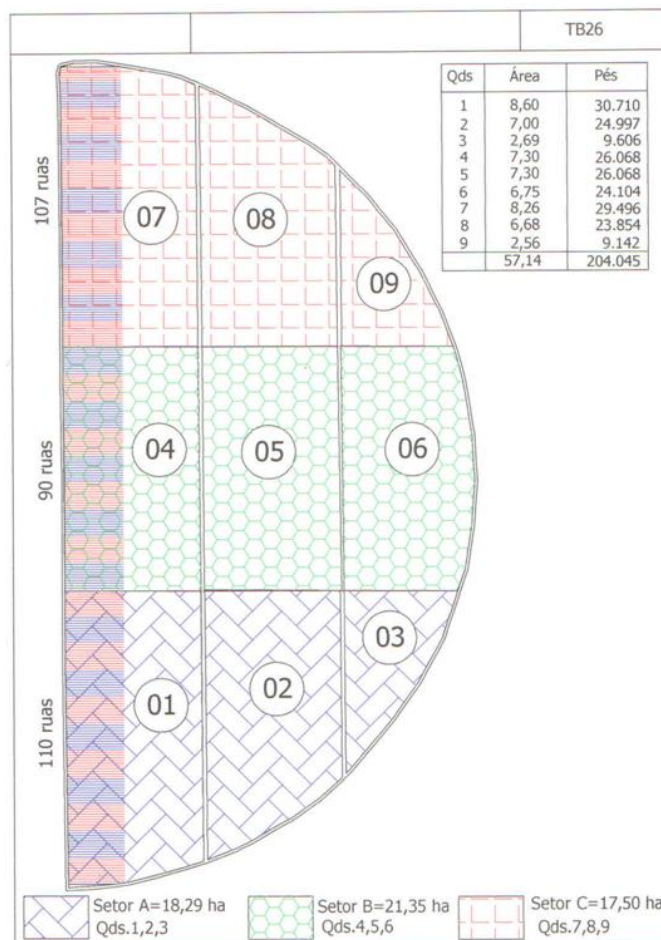 TB26
Qds Área Pés
1 8,60 30.710
2 7,00 24.997
3 2,69 9.606
4 7,30 26.068
5 7,30 26.068
6 6,75 24.104
7 8,26 29.496
8 6,68 23.854
9 2,56 9.142
57,14 204.045
107 ruas
07
08
09
90 ruas
04
05
06
110 ruas
01
02
03
Setor A=18,29 ha
Qds.1,2,3
Setor B=21,35 ha
Qds.4,5,6
Setor C=17,50 ha
Qds.7,8,9